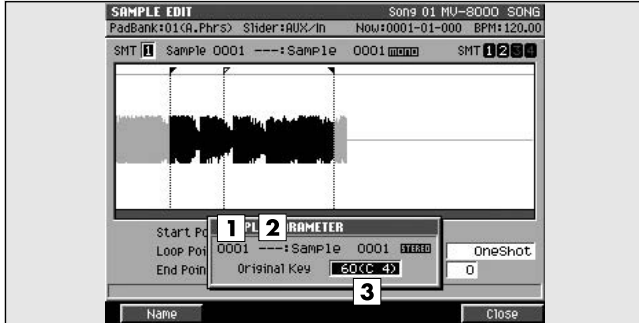 SAMPLE EDIT Song 01 MV-8000 SONG
PadBank:01(A.Phrs) Slider:AUX/In Now:0001-01-000 BPM:120.00
SMT 1 Sample 0001 ---:Sample 0001 mono SMT 1 2 3 4
1 2 RAMETER
Start Po
0001 ---:Sample 0001 STEREO
Loop Poi OneShot
Original Key 60(C 4)
End Poin 0
3
Name Close